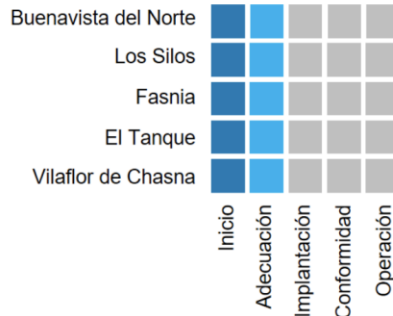 Buenavista del Norte
Los Silos
Fasnia
El Tanque
Vilaflor de Chasna
Inicio
Adecuación
Implantación
Conformidad
Operación